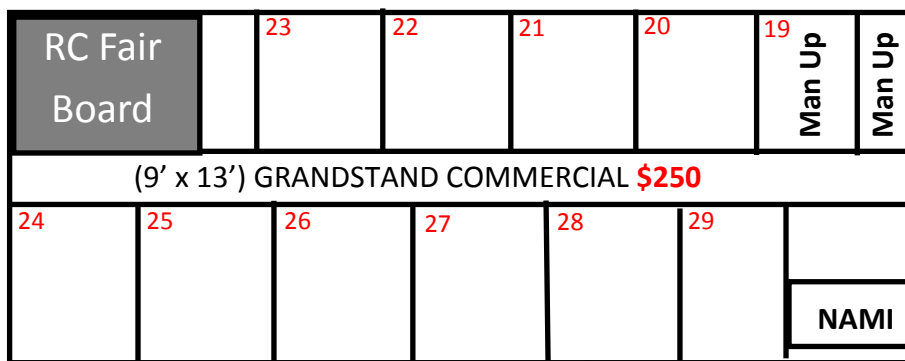 RC Fair
Board
23
22
21
20
19
Man Up
Man Up
(9’ x 13’) GRANDSTAND COMMERCIAL $250
24
25
26
27
28
29
NAMI